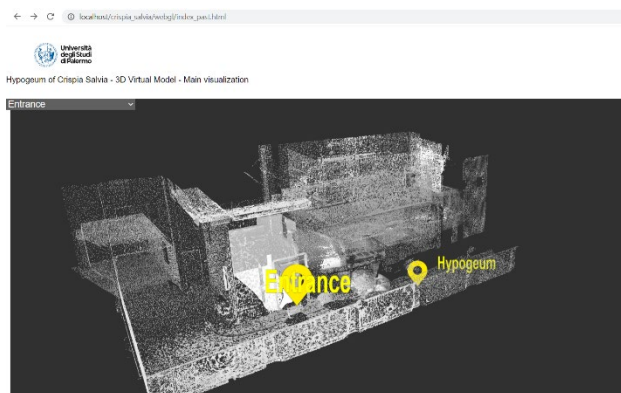 localhost/crispia_salvia/webgl/index_past.html
Università
degli Studi
di Palermo
Hypogeum of Crispia Salvia - 3D Virtual Model - Main visualization
Entrance
Entrance
Hypogeum